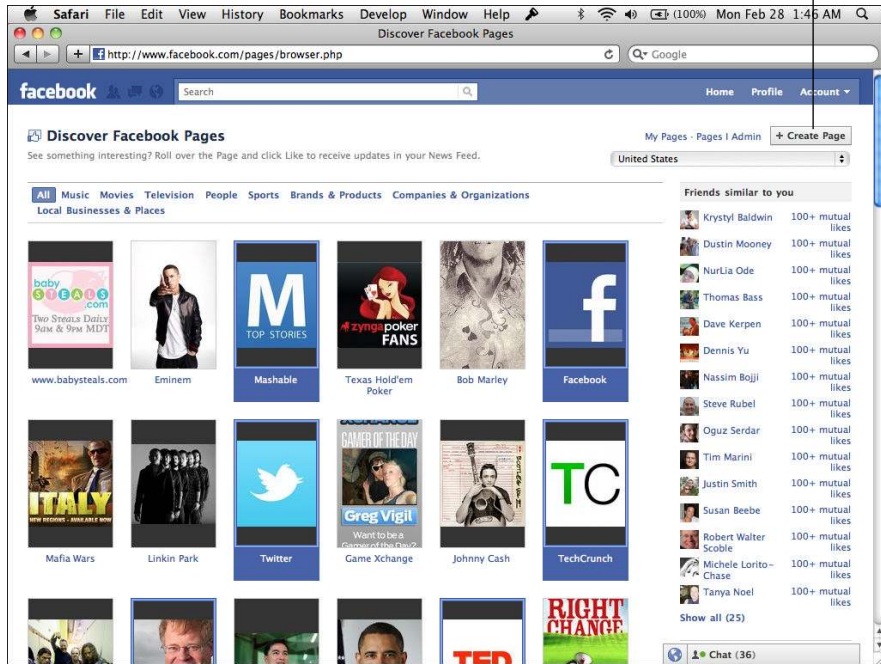 Safari File Edit View History Bookmarks Develop Window Help (100%) Mon Feb 28 1:46 AM
Discover Facebook Pages
http://www.facebook.com/pages/browser.php
Google
facebook Search Home Profile Account
Discover Facebook Pages
My Pages - Pages I Admin + Create Page
See something interesting? Roll over the Page and click Like to receive updates in your News Feed.
United States
All Music Movies Television People Sports Brands & Products Companies & Organizations
Local Businesses & Places
baby
STEALS
.com
Two Steals Daily
9AM & 9PM MDT
M
TOP STORIES
zyngapoker
FANS
f
www.babysteals.com Eminem Mashable Texas Hold'em
Poker Bob Marley Facebook
ITALY
NEW REGIONS - AVAILABLE NOW
XCHANGE
GAMER OF THE DAY
Greg Vigil
Want to be a
Gamer of the Day?
TC
Mafia Wars Linkin Park Twitter Game Xchange Johnny Cash TechCrunch
TED
RIGHT
CHANGE
Friends similar to you
Krystyl Baldwin 100+ mutual
likes
Dustin Mooney 100+ mutual
likes
NurLia Ode 100+ mutual
likes
Thomas Bass 100+ mutual
likes
Dave Kerpen 100+ mutual
likes
Dennis Yu 100+ mutual
likes
Nassim Bojji 100+ mutual
likes
Steve Rubel 100+ mutual
likes
Oguz Serdar 100+ mutual
likes
Tim Marini 100+ mutual
likes
Justin Smith 100+ mutual
likes
Susan Beebe 100+ mutual
likes
Robert Walter 100+ mutual
Scoble likes
Michele Lorito- 100+ mutual
Chase likes
Tanya Noel 100+ mutual
likes
Show all (25)
Chat (36)